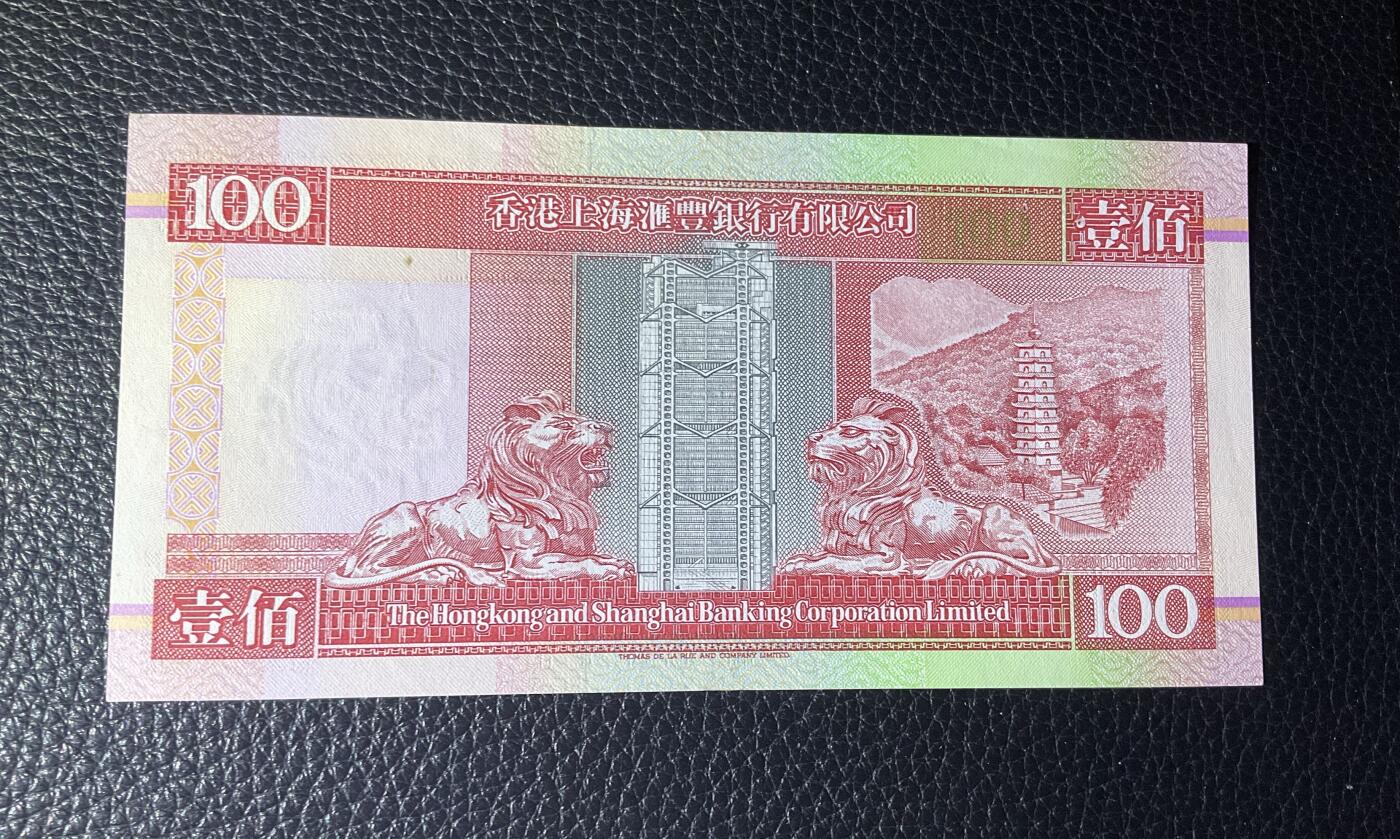 100
香港上海滙豐銀行有限公司
壹佰
壹佰
The Hongkong and Shanghai Banking Corporation Limited
100
THOMAS DE LA RUE AND COMPANY LIMITED.